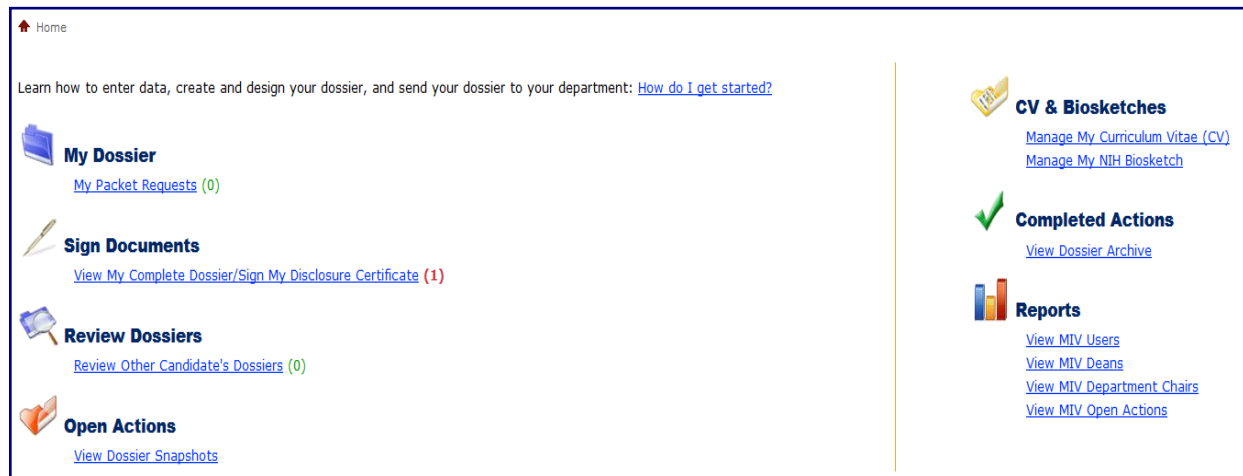 Home
Learn how to enter data, create and design your dossier, and send your dossier to your department: How do I get started?
My Dossier
My Packet Requests (0)
Sign Documents
View My Complete Dossier/Sign My Disclosure Certificate (1)
Review Dossiers
Review Other Candidate's Dossiers (0)
Open Actions
View Dossier Snapshots
CV & Biosketches
Manage My Curriculum Vitae (CV)
Manage My NIH Biosketch
Completed Actions
View Dossier Archive
Reports
View MIV Users
View MIV Deans
View MIV Department Chairs
View MIV Open Actions